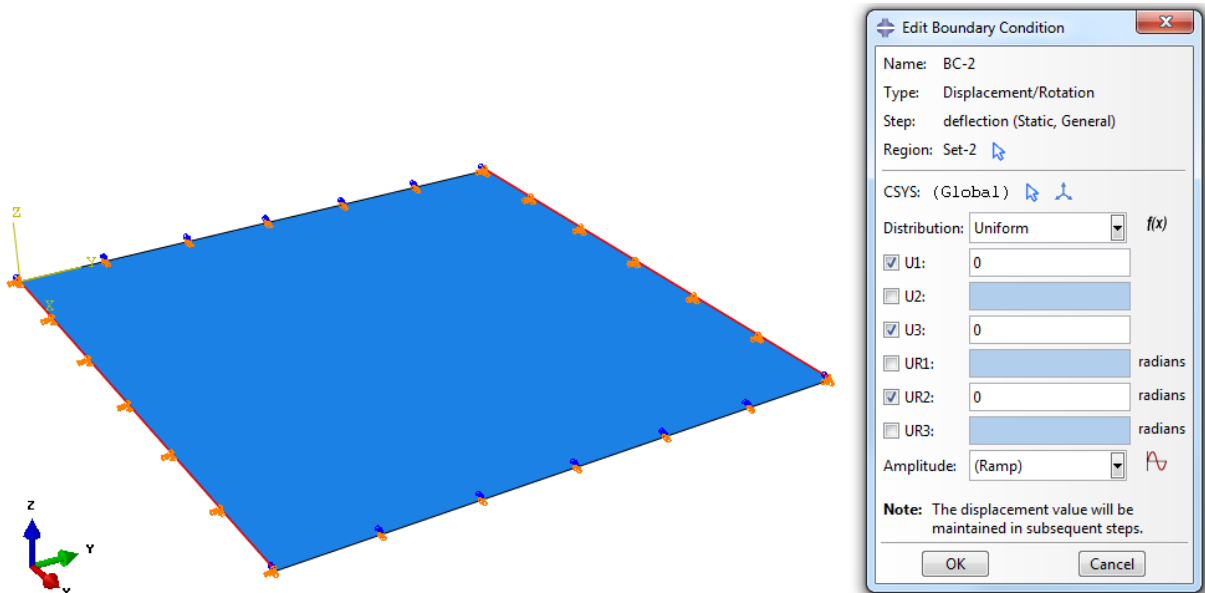 Z
Y
X
Z
Y
X
Edit Boundary Condition
Name: BC-2
Type: Displacement/Rotation
Step: deflection (Static, General)
Region: Set-2
CSYS: (Global)
Distribution: Uniform f(x)
U1: 0
U2:
U3: 0
UR1: radians
UR2: 0 radians
UR3: radians
Amplitude: (Ramp)
Note: The displacement value will be
maintained in subsequent steps.
OK Cancel